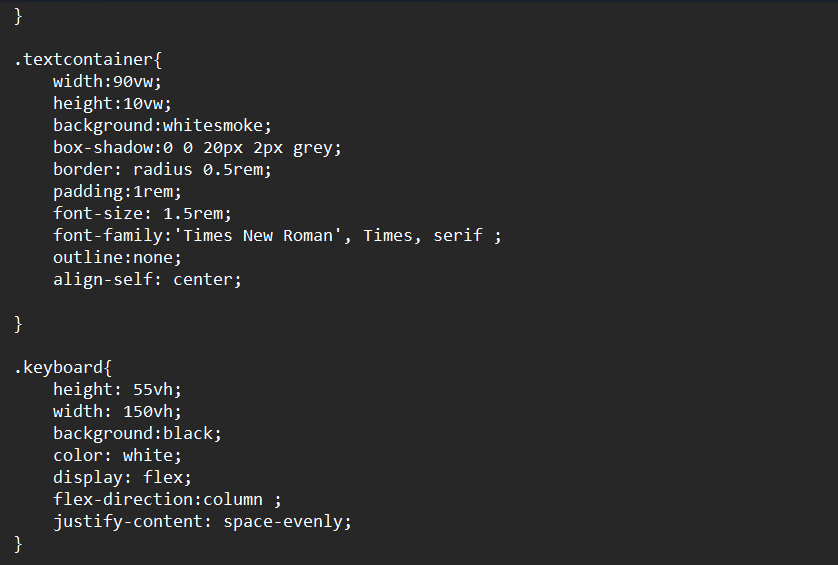 }
.textcontainer{
width:90vw;
height:10vw;
background:whitesmoke;
box-shadow:0 0 20px 2px grey;
border: radius 0.5rem;
padding:1rem;
font-size: 1.5rem;
font-family:'Times New Roman', Times, serif ;
outline:none;
align-self: center;
}
.keyboard{
height: 55vh;
width: 150vh;
background:black;
color: white;
display: flex;
flex-direction:column ;
justify-content: space-evenly;
}